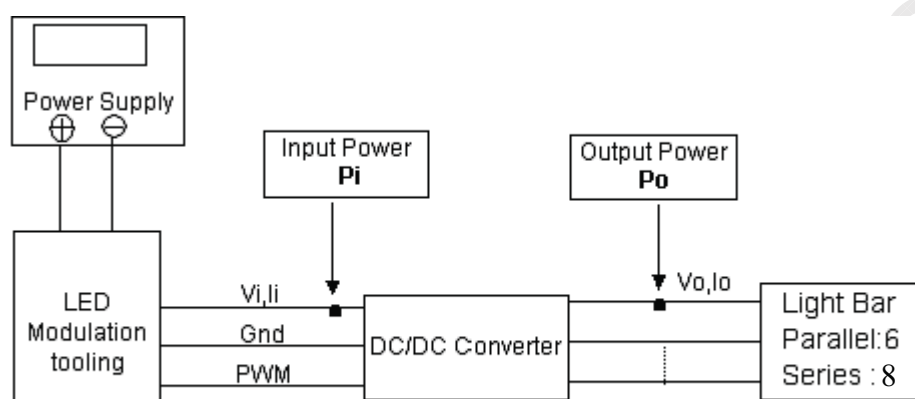 Power Supply
Input Power
Pi
Output Power
Po
LED
Modulation
tooling
Vi,Ii
Gnd
PWM
DC/DC Converter
Vo,Io
Light Bar
Parallel:6
Series : 8